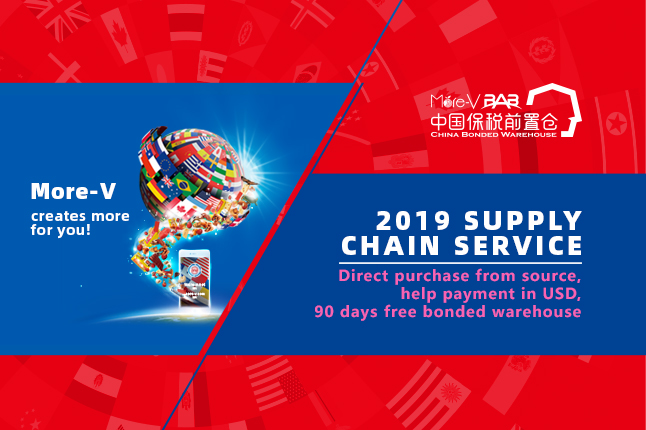 Móre-V BAR
中国保税前置仓
CHINA BONDED WAREHOUSE
More-V
creates more
for you!
2019 SUPPLY
CHAIN SERVICE
Direct purchase from source,
help payment in USD,
90 days free bonded warehouse